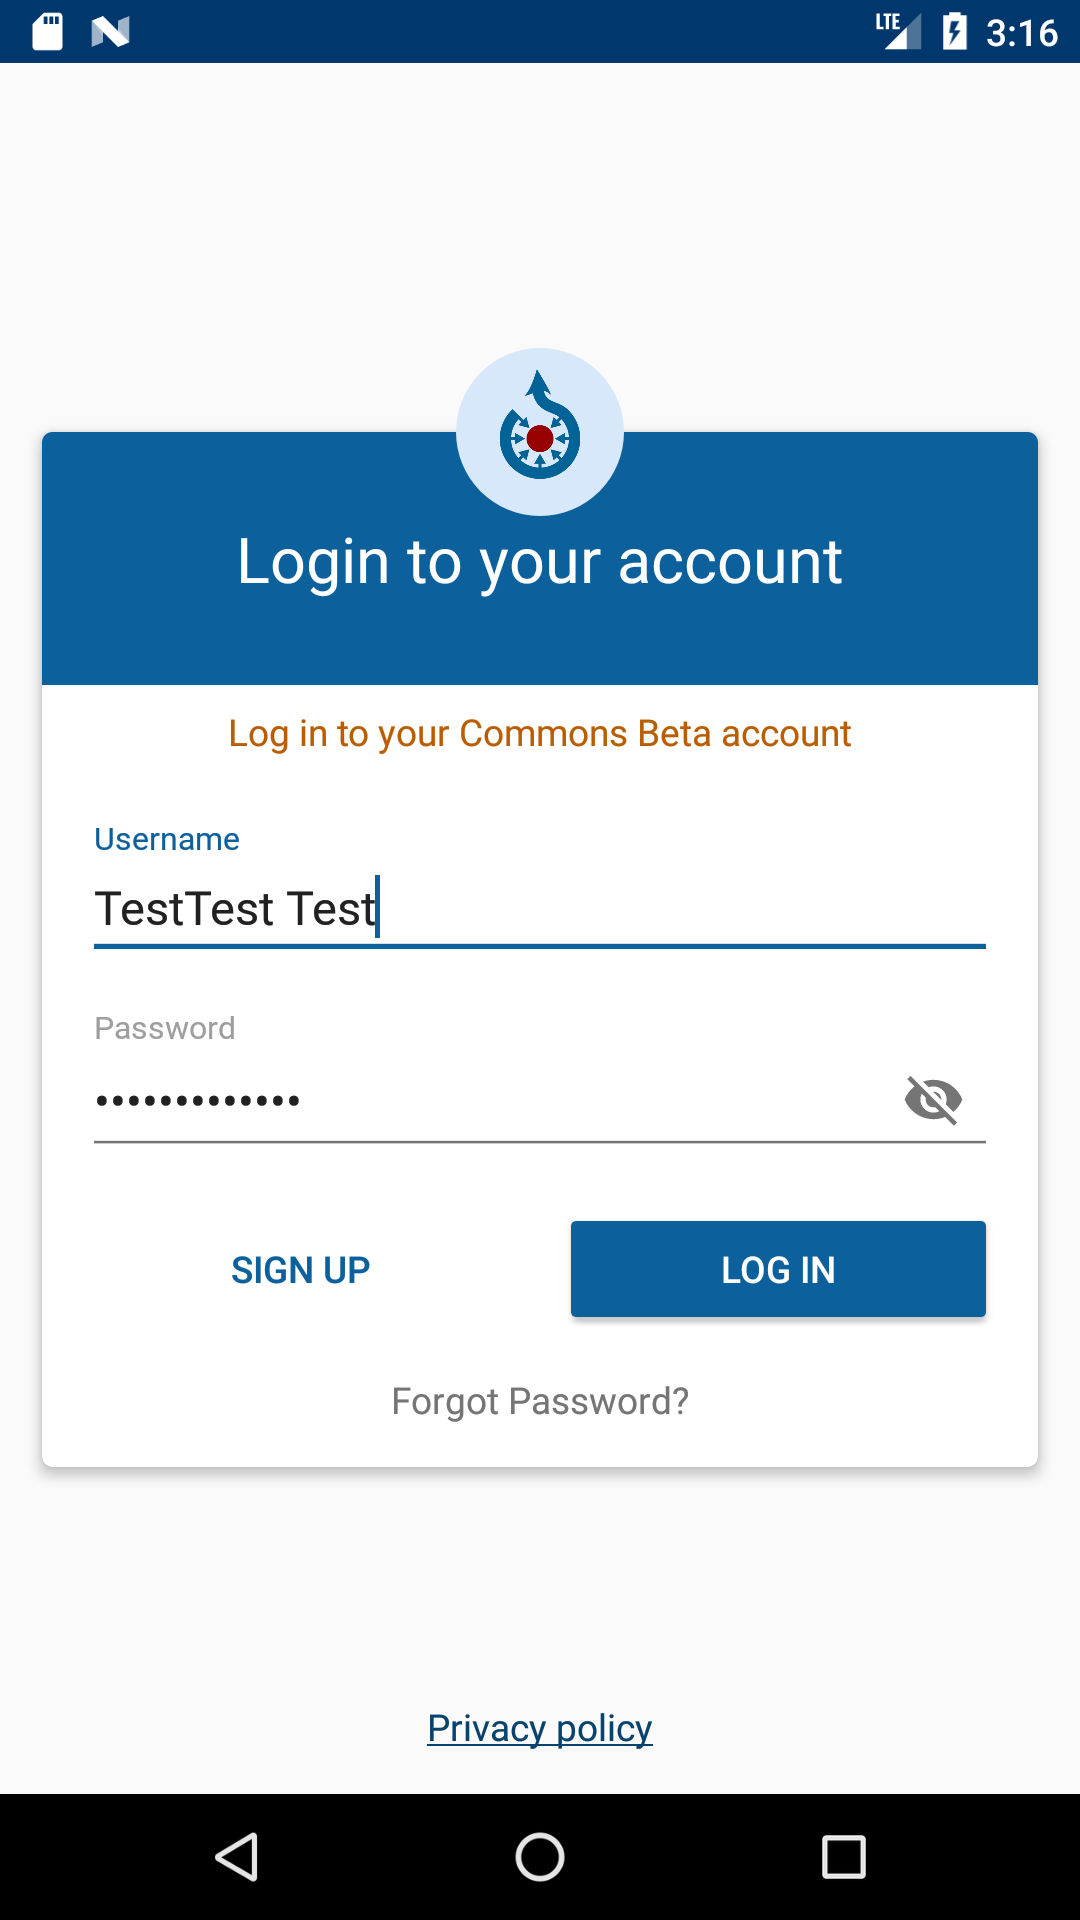 LTE 3:16
Login to your account
Log in to your Commons Beta account
Username
TestTest Test
Password
•••••••••••••
SIGN UP LOG IN
Forgot Password?
Privacy policy